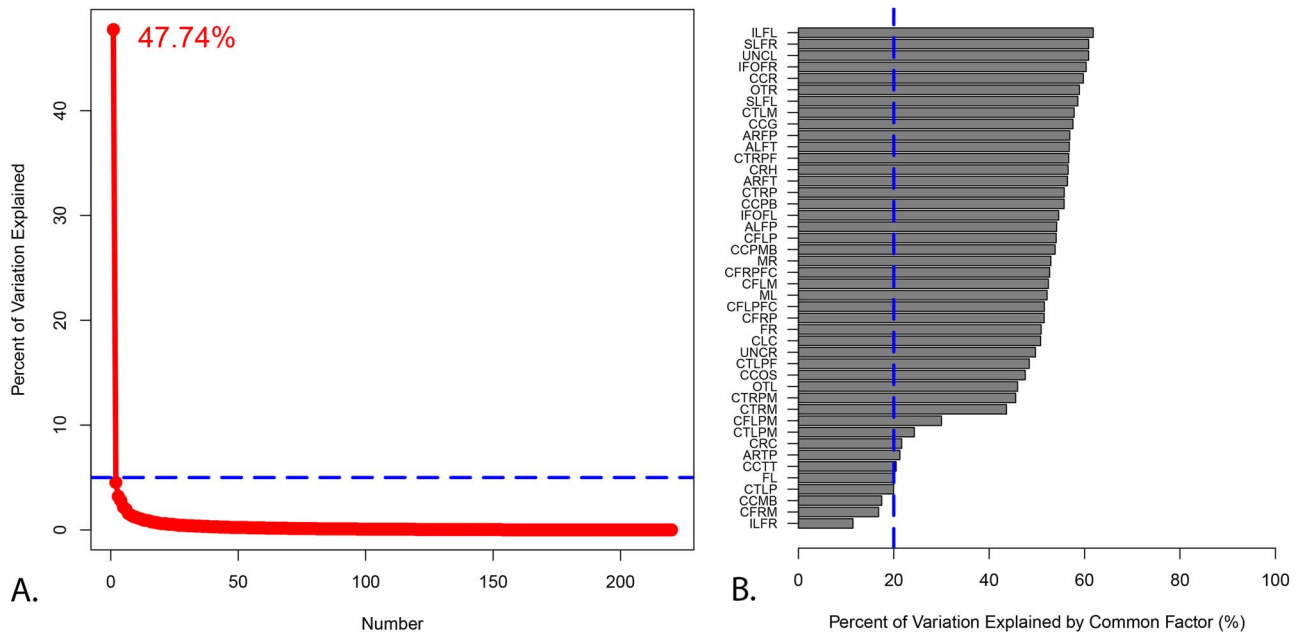 47.74%
Percent of Variation Explained
40
30
20
10
0
0 50 100 150 200
Number
A.
ILFL
SLFR
UNCL
IFOFR
CCR
OTR
SLFL
CTLM
CCG
ARFP
ALFT
CTRPF
CRH
ARFT
CTRP
CCPB
IFOFL
ALFP
CFLP
CCPMB
MR
CFRPFC
CFLM
ML
CFLPFC
CFRP
FR
CLC
UNCR
CTLPF
CCOS
OTL
CTRPM
CTRM
CFLPM
CTLPM
CRC
ARTP
CCTT
FL
CTLP
CCMB
CFRM
ILFR
0 20 40 60 80 100
B.
Percent of Variation Explained by Common Factor (%)